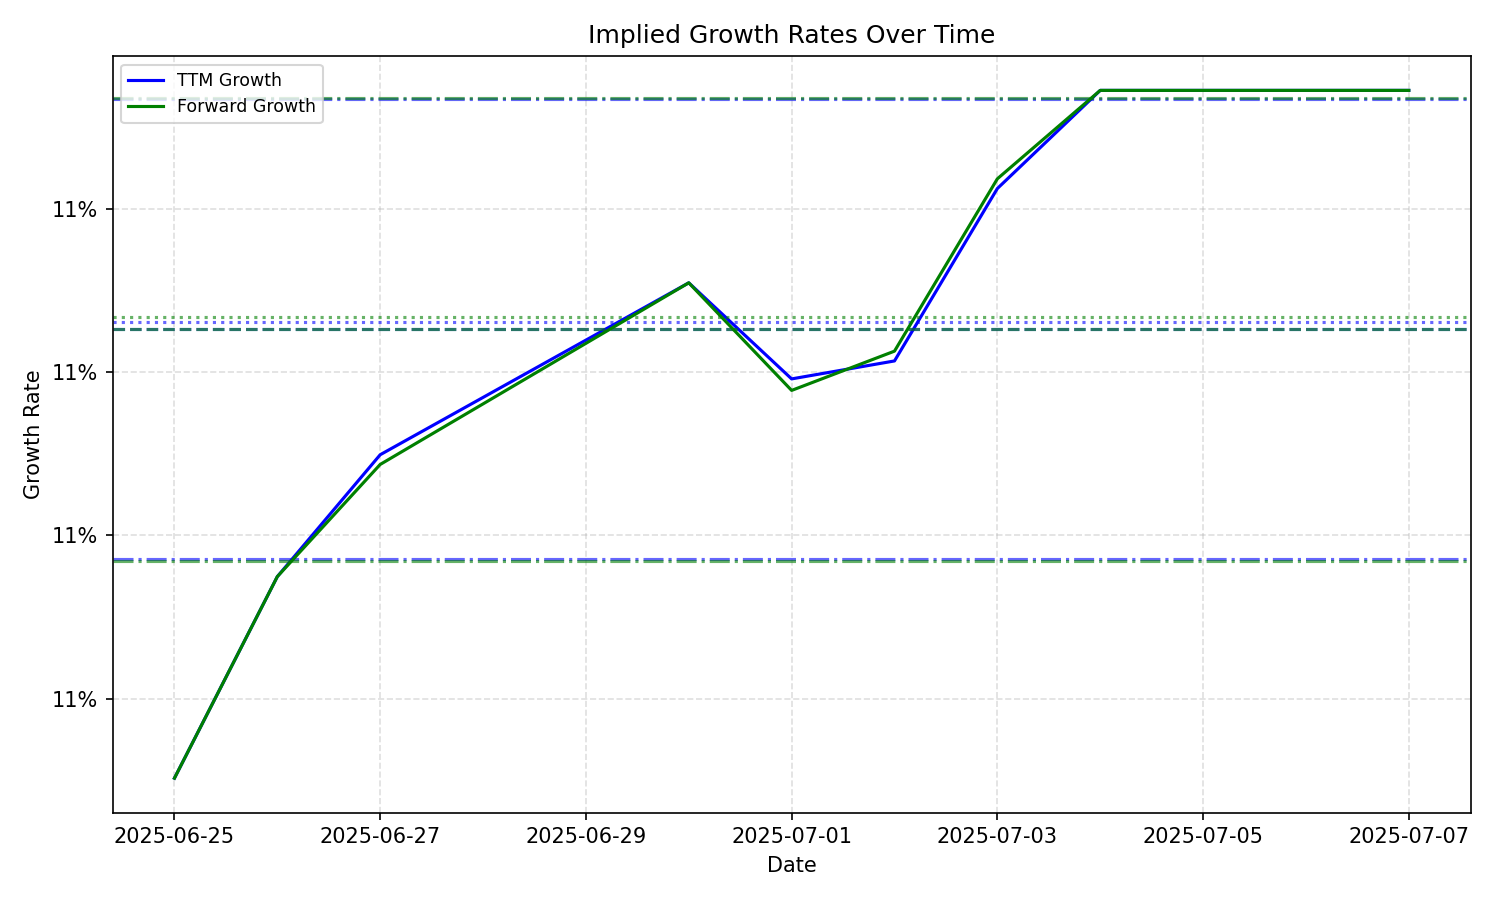 Implied Growth Rates Over Time
TTM Growth
Forward Growth
11%
11%
11%
11%
Growth Rate
2025-06-25 2025-06-27 2025-06-29 2025-07-01 2025-07-03 2025-07-05 2025-07-07
Date